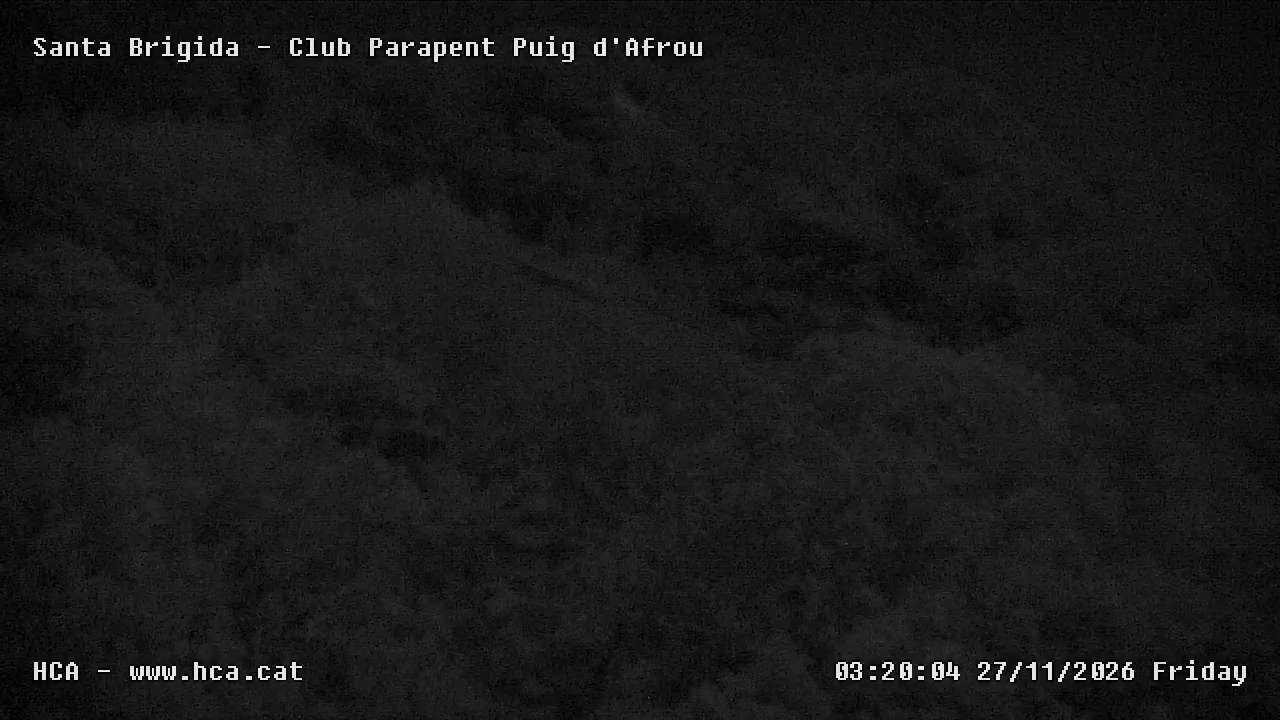 Santa Brigida - Club Parapent Puig d'Afrou
HCA - www.hca.cat
03:20:04 27/11/2026 Friday